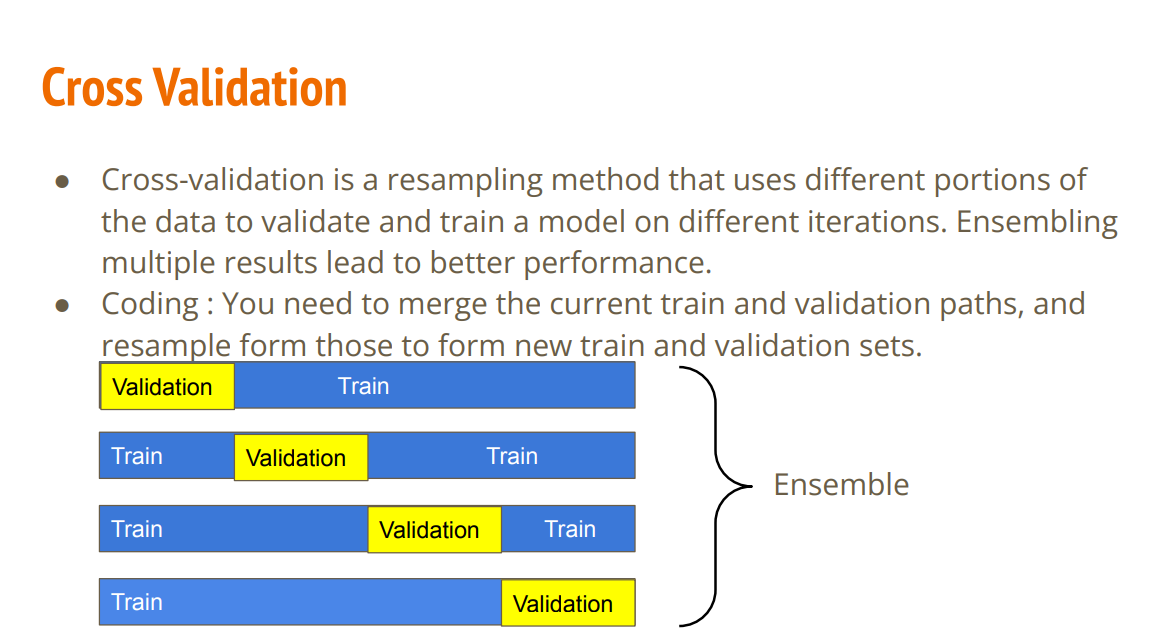 Cross Validation
● Cross-validation is a resampling method that uses different portions of
the data to validate and train a model on different iterations. Ensembling
multiple results lead to better performance.
● Coding : You need to merge the current train and validation paths, and
resample form those to form new train and validation sets.
Validation Train
Train Validation Train
Train Validation Train
Train Validation
Ensemble